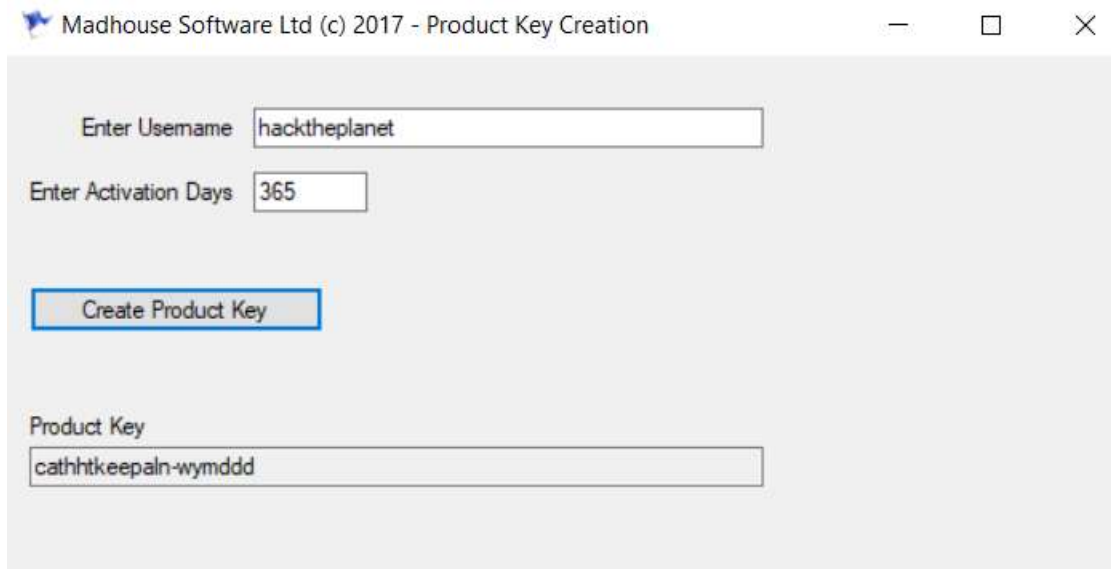 Madhouse Software Ltd (c) 2017 - Product Key Creation
Enter Username hacktheplanet
Enter Activation Days 365
Create Product Key
Product Key
cathhtkeepaln-wymddd